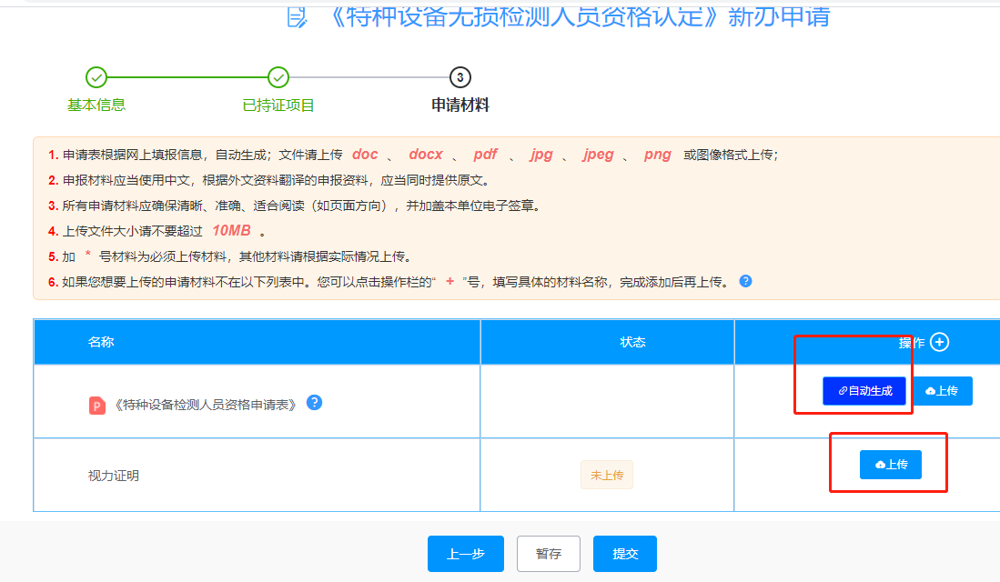 《特种设备无损检测人员资格认定》新办申请
3
基本信息 已持证项目 申请材料
1. 申请表根据网上填报信息，自动生成；文件请上传 doc 、 docx 、 pdf 、 jpg 、 jpeg 、 png 或图像格式上传；
2. 申报材料应当使用中文，根据外文资料翻译的申报资料，应当同时提供原文。
3. 所有申请材料应确保清晰、准确、适合阅读（如页面方向），并加盖本单位电子签章。
4. 上传文件大小请不要超过 10MB 。
5. 加 * 号材料为必须上传材料，其他材料请根据实际情况上传。
6. 如果您想要上传的申请材料不在以下列表中。您可以点击操作栏的“ + ”号，填写具体的材料名称，完成添加后再上传。 ?
名称 状态 操作 +
P 《特种设备检测人员资格申请表》 ? 自动生成 上传
视力证明 未上传 上传
上一步 暂存 提交